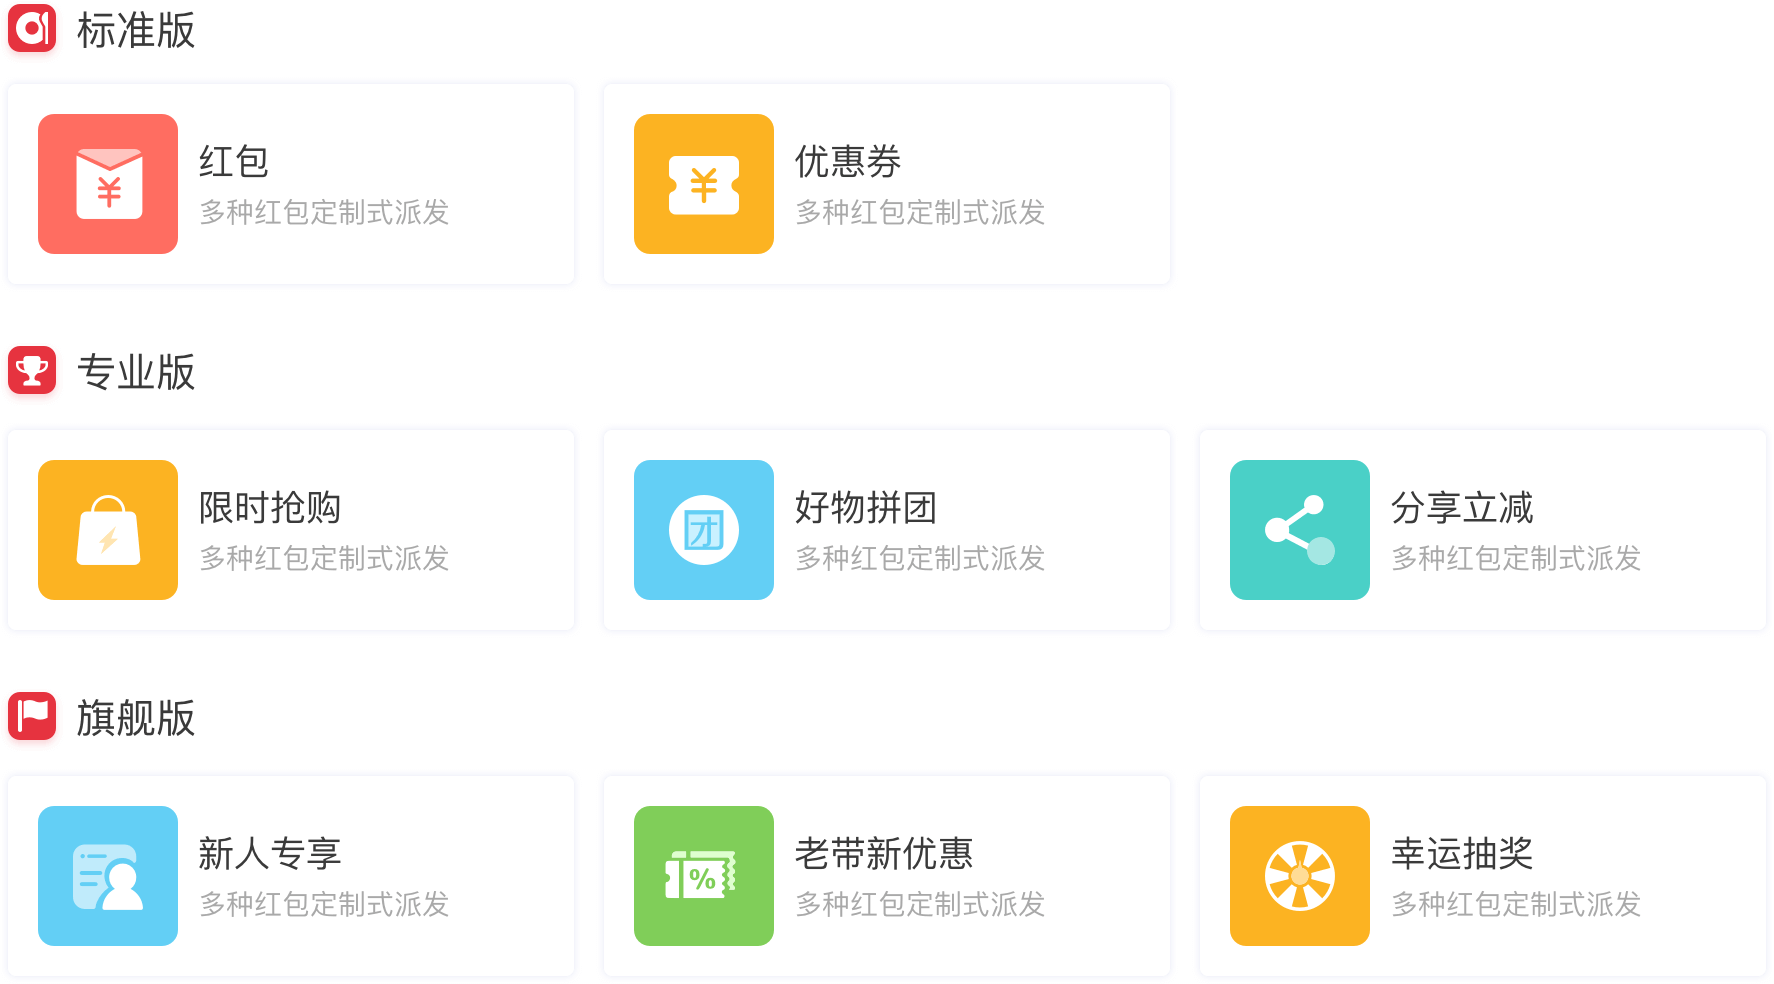 标准版
红包
多种红包定制式派发
优惠券
多种红包定制式派发
专业版
限时抢购
多种红包定制式派发
团
好物拼团
多种红包定制式派发
分享立减
多种红包定制式派发
旗舰版
新人专享
多种红包定制式派发
%
老带新优惠
多种红包定制式派发
幸运抽奖
多种红包定制式派发